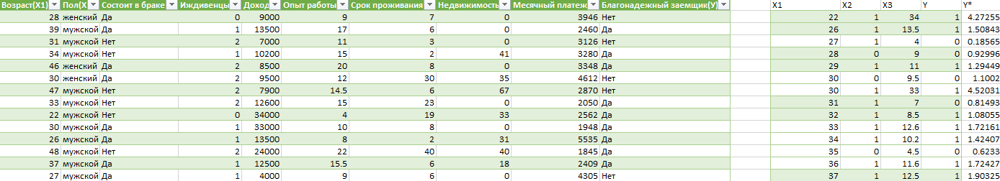 Возраст(X1) Пол(X Состоит в браке Иждивенцы Доход Опыт работы Срок проживания Недвижимость Месячный платеж Благонадежный заемщик(У) X1 X2 X3 Y Y*
28 женский Да 0 9000 9 7 0 3946 Нет 22 1 34 1 4.27255
39 мужской Да 1 13500 17 6 0 2460 Да 26 1 13.5 1 1.50843
31 мужской Нет 2 7000 11 3 0 3126 Нет 27 1 4 0 0.18565
34 мужской Нет 1 10200 15 2 41 3280 Да 28 0 9 0 0.92996
46 женский Да 2 8500 20 8 0 3348 Да 29 1 11 1 1.29449
30 женский Да 2 9500 12 30 35 4612 Нет 30 0 9.5 0 1.1002
47 мужской Нет 2 7900 14.5 6 67 2870 Нет 30 1 33 1 4.52031
33 мужской Нет 2 12600 15 23 0 2050 Да 31 1 7 0 0.81493
22 мужской Нет 0 34000 4 19 33 2562 Да 32 1 8.5 1 1.08055
30 мужской Да 1 33000 10 8 0 1948 Да 33 1 12.6 1 1.72161
26 мужской Да 1 13500 8 2 31 5535 Да 34 1 10.2 1 1.42407
48 мужской Нет 2 24000 22 40 40 1845 Да 35 0 4.5 0 0.6233
37 мужской Да 1 12500 15.5 6 18 2409 Да 36 1 11.6 1 1.72427
27 мужской Да 1 4000 9 6 0 4305 Нет 37 1 12.5 1 1.90325